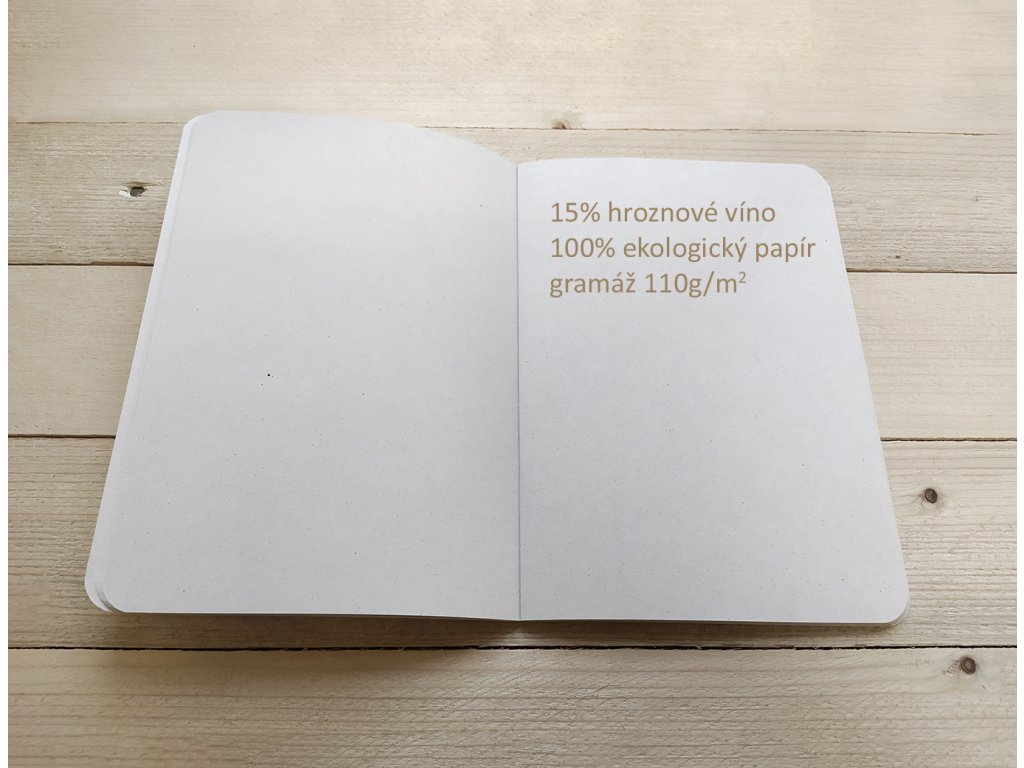 15% hroznové víno
100% ekologický papír
gramáž 110g/m²